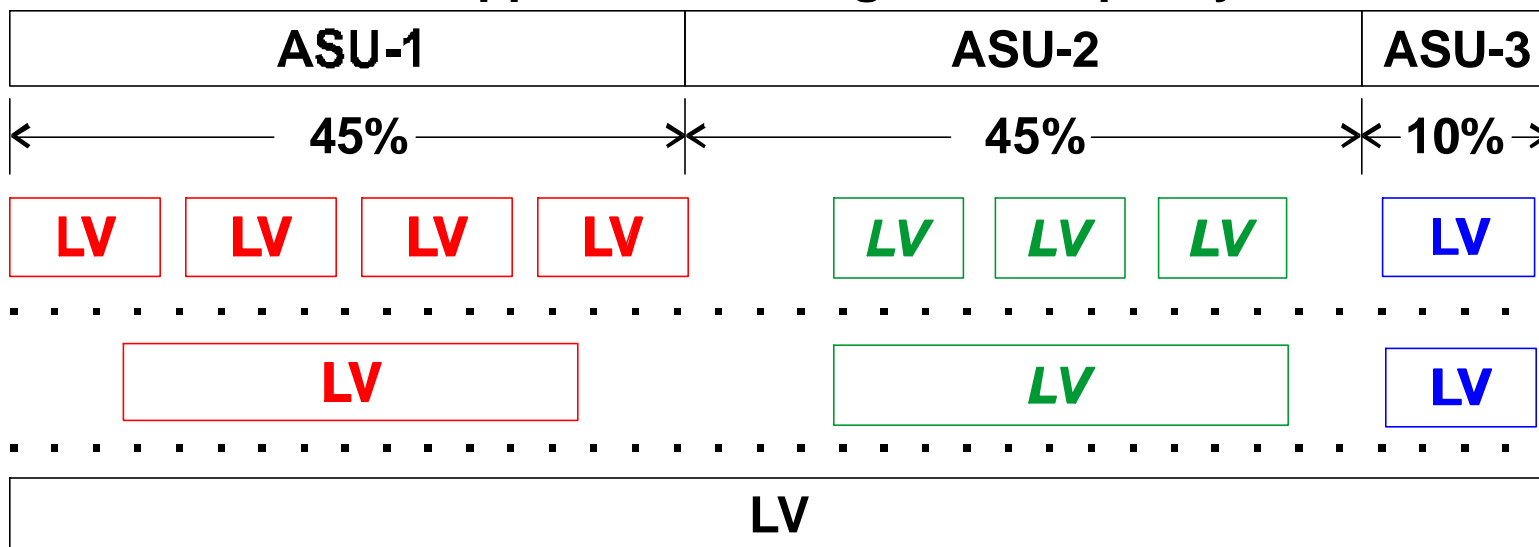 ASU-1 ASU-2 ASU-3
45% 45% 10%
LV LV LV LV LV LV LV LV
LV LV LV
LV